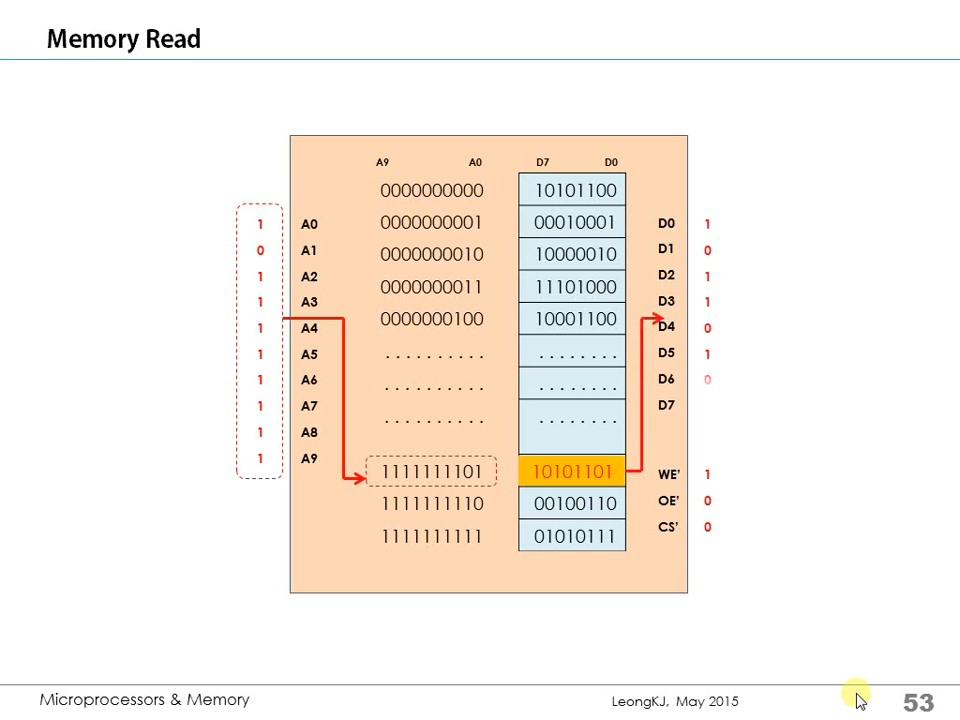 Memory Read
A9 A0 D7 D0
0000000000 10101100
1 A0 0000000001 00010001 D0 1
0 A1 0000000010 10000010 D1 0
1 A2 0000000011 11101000 D2 1
1 A3 0000000100 10001100 D3 1
1 A4 D4 0
1 A5 . . . . . . . . . . . . . . . . . . D5 1
1 A6 . . . . . . . . . . . . . . . . . . D6 0
1 A7 . . . . . . . . . . . . . . . . . . D7
1 A8
1 A9
1111111101 10101101 WE' 1
1111111110 00100110 OE' 0
1111111111 01010111 CS' 0
Microprocessors & Memory LeongKJ, May 2015 53